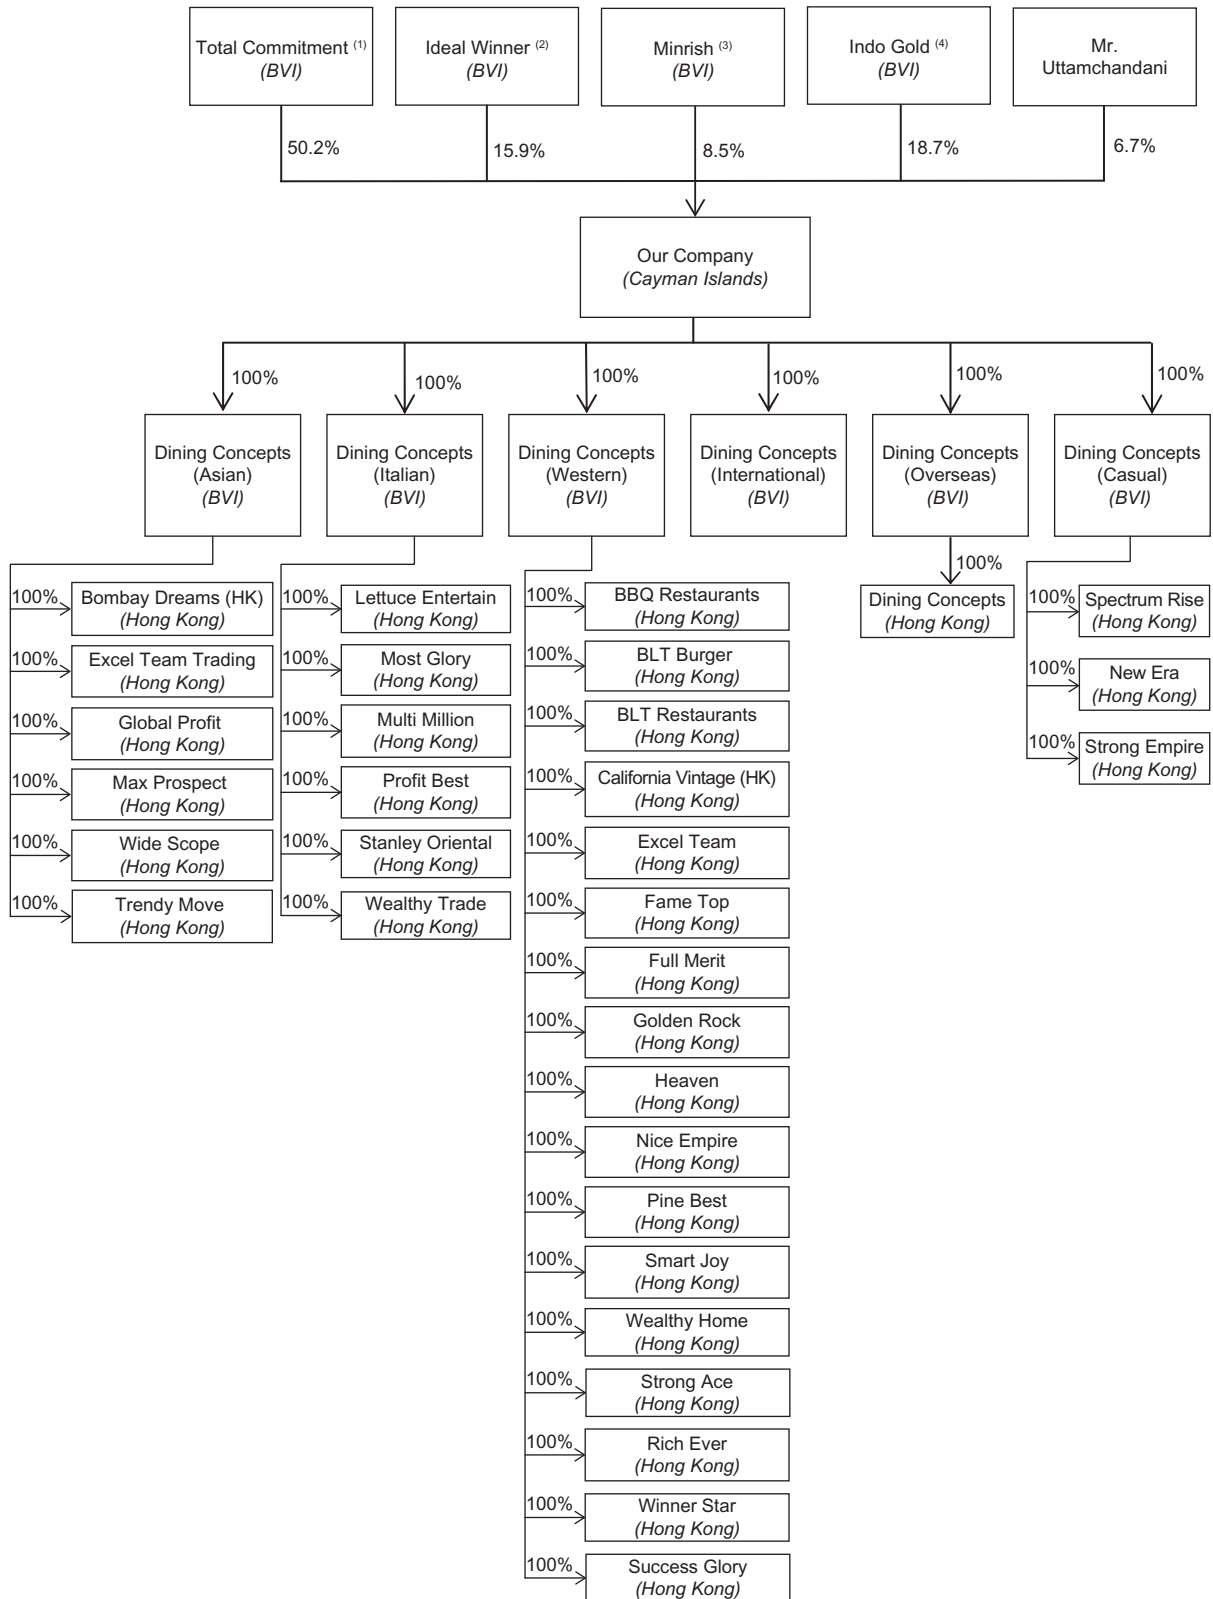 Total Commitment (1)
(BVI)
Ideal Winner (2)
(BVI)
Minrish (3)
(BVI)
Indo Gold (4)
(BVI)
Mr.
Uttamchandani
50.2%
15.9%
8.5%
18.7%
6.7%
Our Company
(Cayman Islands)
100%
100%
100%
100%
100%
100%
Dining Concepts
(Asian)
(BVI)
Dining Concepts
(Italian)
(BVI)
Dining Concepts
(Western)
(BVI)
Dining Concepts
(International)
(BVI)
Dining Concepts
(Overseas)
(BVI)
Dining Concepts
(Casual)
(BVI)
100%
Bombay Dreams (HK)
(Hong Kong)
100%
Excel Team Trading
(Hong Kong)
100%
Global Profit
(Hong Kong)
100%
Max Prospect
(Hong Kong)
100%
Wide Scope
(Hong Kong)
100%
Trendy Move
(Hong Kong)
100%
Lettuce Entertain
(Hong Kong)
100%
Most Glory
(Hong Kong)
100%
Multi Million
(Hong Kong)
100%
Profit Best
(Hong Kong)
100%
Stanley Oriental
(Hong Kong)
100%
Wealthy Trade
(Hong Kong)
100%
BBQ Restaurants
(Hong Kong)
100%
BLT Burger
(Hong Kong)
100%
BLT Restaurants
(Hong Kong)
100%
California Vintage (HK)
(Hong Kong)
100%
Excel Team
(Hong Kong)
100%
Fame Top
(Hong Kong)
100%
Full Merit
(Hong Kong)
100%
Golden Rock
(Hong Kong)
100%
Heaven
(Hong Kong)
100%
Nice Empire
(Hong Kong)
100%
Pine Best
(Hong Kong)
100%
Smart Joy
(Hong Kong)
100%
Wealthy Home
(Hong Kong)
100%
Strong Ace
(Hong Kong)
100%
Rich Ever
(Hong Kong)
100%
Winner Star
(Hong Kong)
100%
Success Glory
(Hong Kong)
100%
Dining Concepts
(Hong Kong)
100%
Spectrum Rise
(Hong Kong)
100%
New Era
(Hong Kong)
100%
Strong Empire
(Hong Kong)